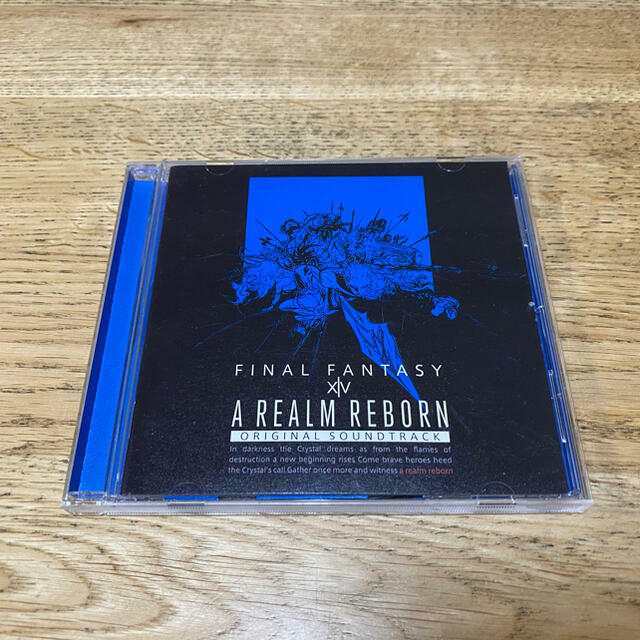 FINAL FANTASY
XIV
A REALM REBORN
ORIGINAL SOUNDTRACK
In darkness the Crystal dreams as from the flames of
destruction a new beginning rises Come brave heroes heed
the Crystal's call Gather once more and witness a realm reborn